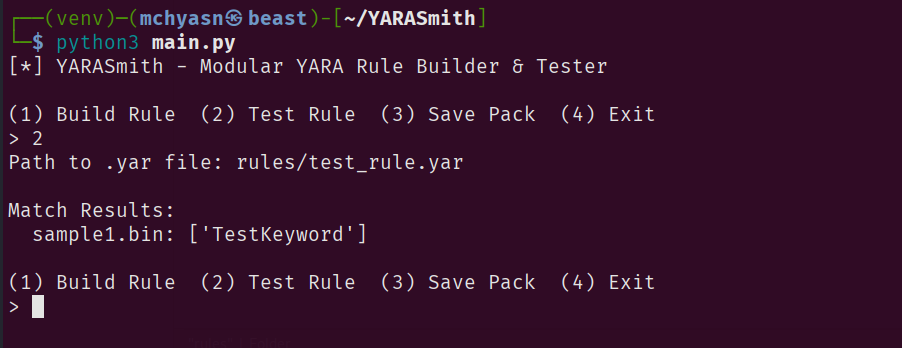 ┌──(venv)─(mchyasn㉿beast)-[~/YARASmith]
└─$ python3 main.py
[*] YARASmith - Modular YARA Rule Builder & Tester
(1) Build Rule  (2) Test Rule  (3) Save Pack  (4) Exit
> 2
Path to .yar file: rules/test_rule.yar
Match Results:
  sample1.bin: ['TestKeyword']
(1) Build Rule  (2) Test Rule  (3) Save Pack  (4) Exit
>